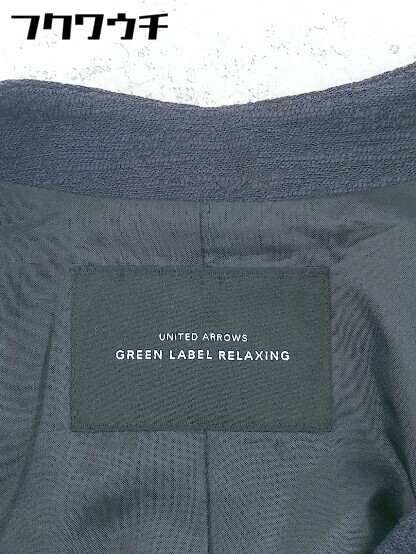 フクワウチ
UNITED ARROWS
GREEN LABEL RELAXING